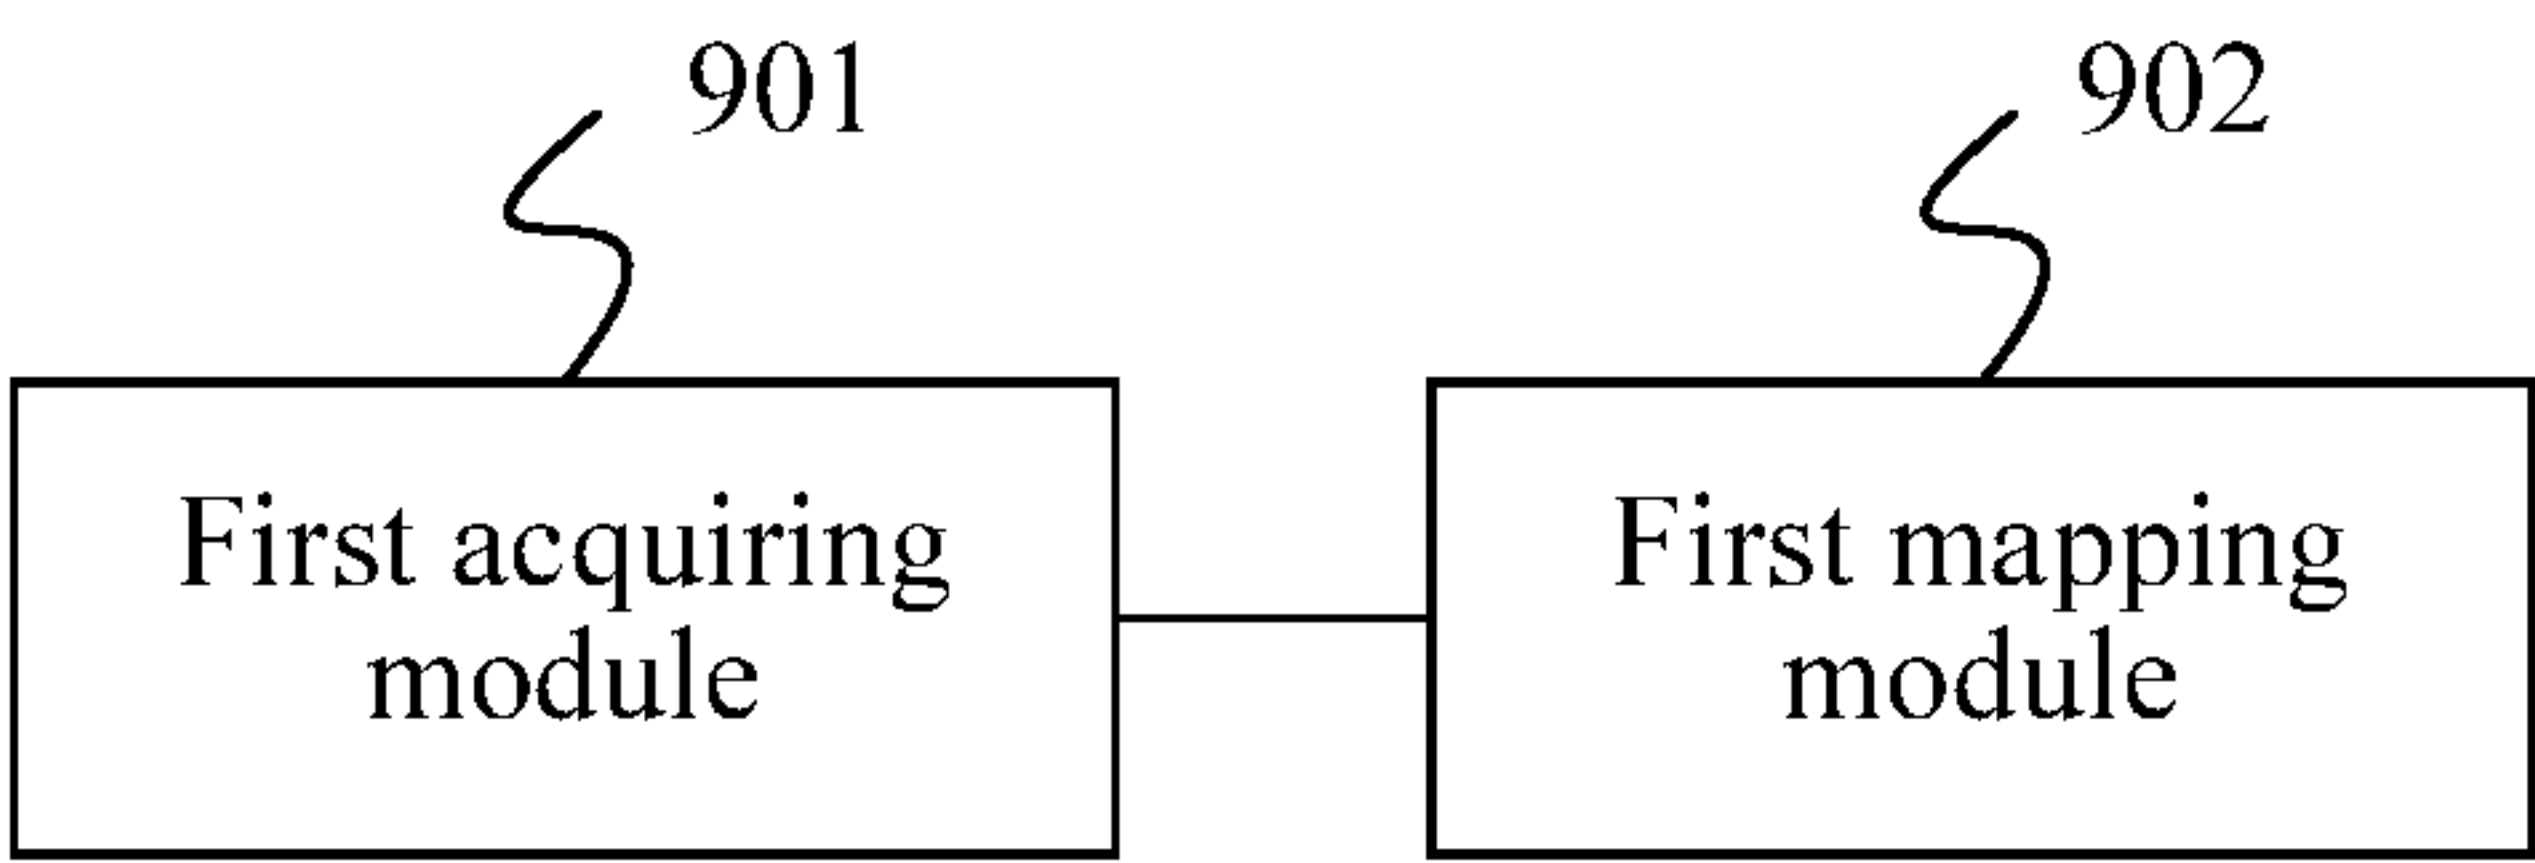 901
902
First acquiring
module
First mapping
module